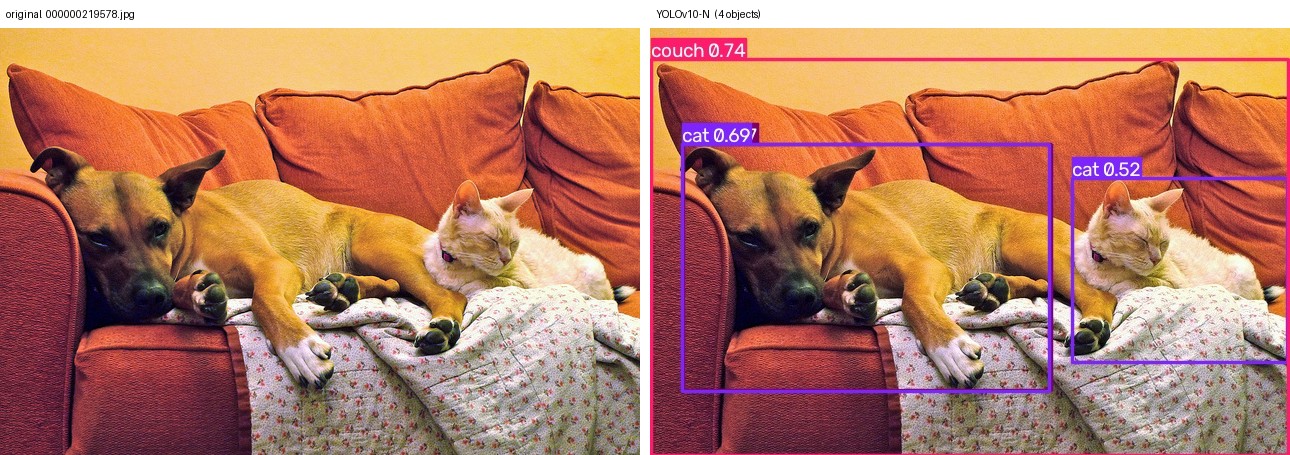 original 000000219578.jpg
YOLOv10-N (4 objects)
couch 0.74
cat 0.69
cat 0.52